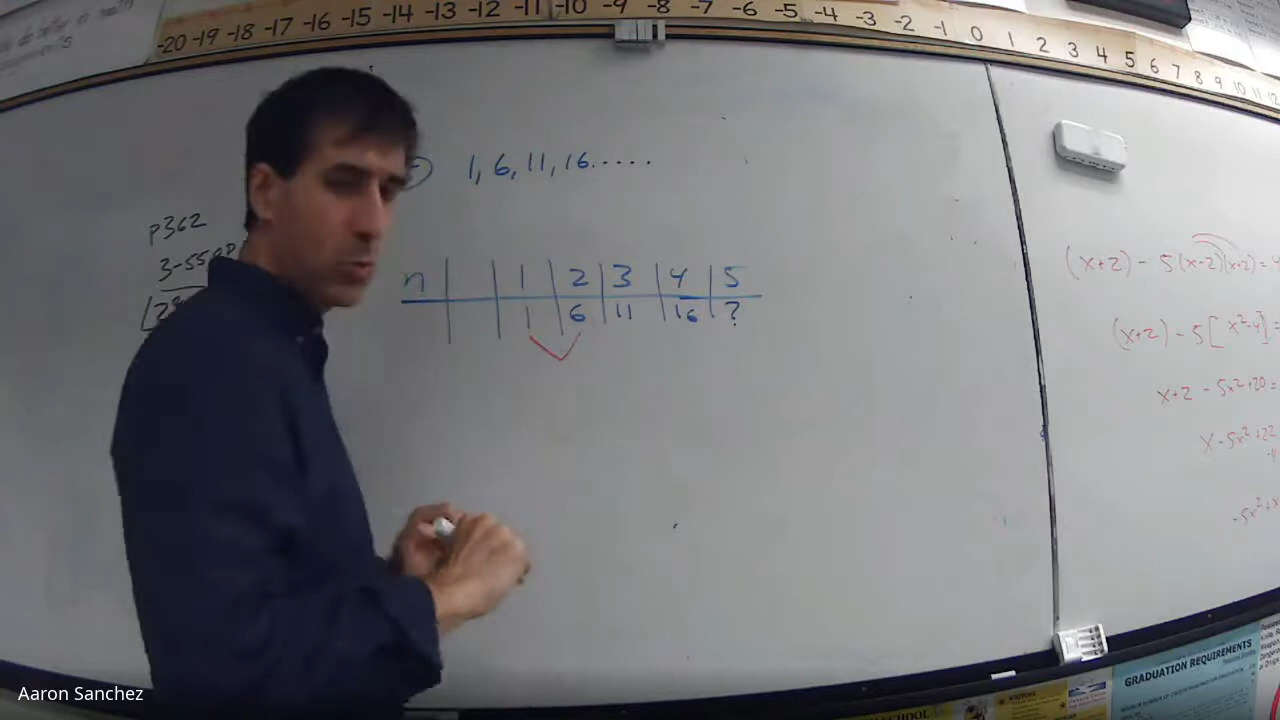 -20 -19 -18 -17 -16 -15 -14 -13 -12 -11 -10 -9 -8 -7 -6 -5 -4 -3 -2 -1 0 1 2 3 4 5 6 7 8 9 10 11 12
1, 6, 11, 16.....
p362
3-55
n 1 2 3 4 5
1 6 11 16 ?
(x+2) - 5(x-2)(x+2) =
(x+2) - 5[x²-4] =
x+2 - 5x²+20 =
x - 5x² + 22
-5x² + x
GRADUATION REQUIREMENTS
Aaron Sanchez